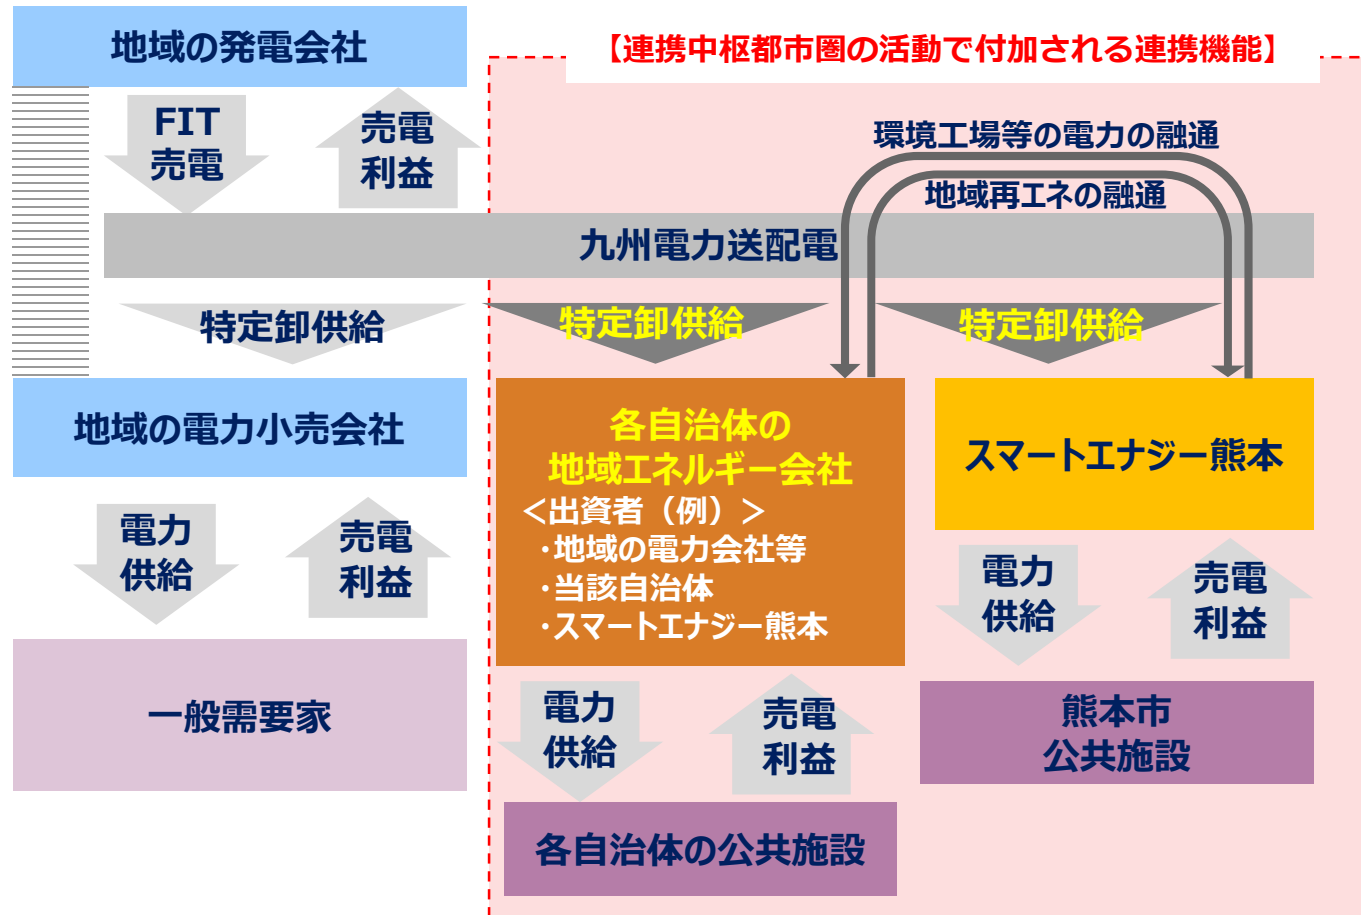 地域の発電会社
【連携中枢都市圏の活動で付加される連携機能】
FIT
売電
売電
利益
環境工場等の電力の融通
地域再エネの融通
九州電力送配電
特定卸供給
特定卸供給
特定卸供給
地域の電力小売会社
各自治体の
地域エネルギー会社
＜出資者（例）＞
・地域の電力会社等
・当該自治体
・スマートエナジー熊本
スマートエナジー熊本
電力
供給
売電
利益
電力
供給
売電
利益
一般需要家
電力
供給
売電
利益
熊本市
公共施設
各自治体の公共施設